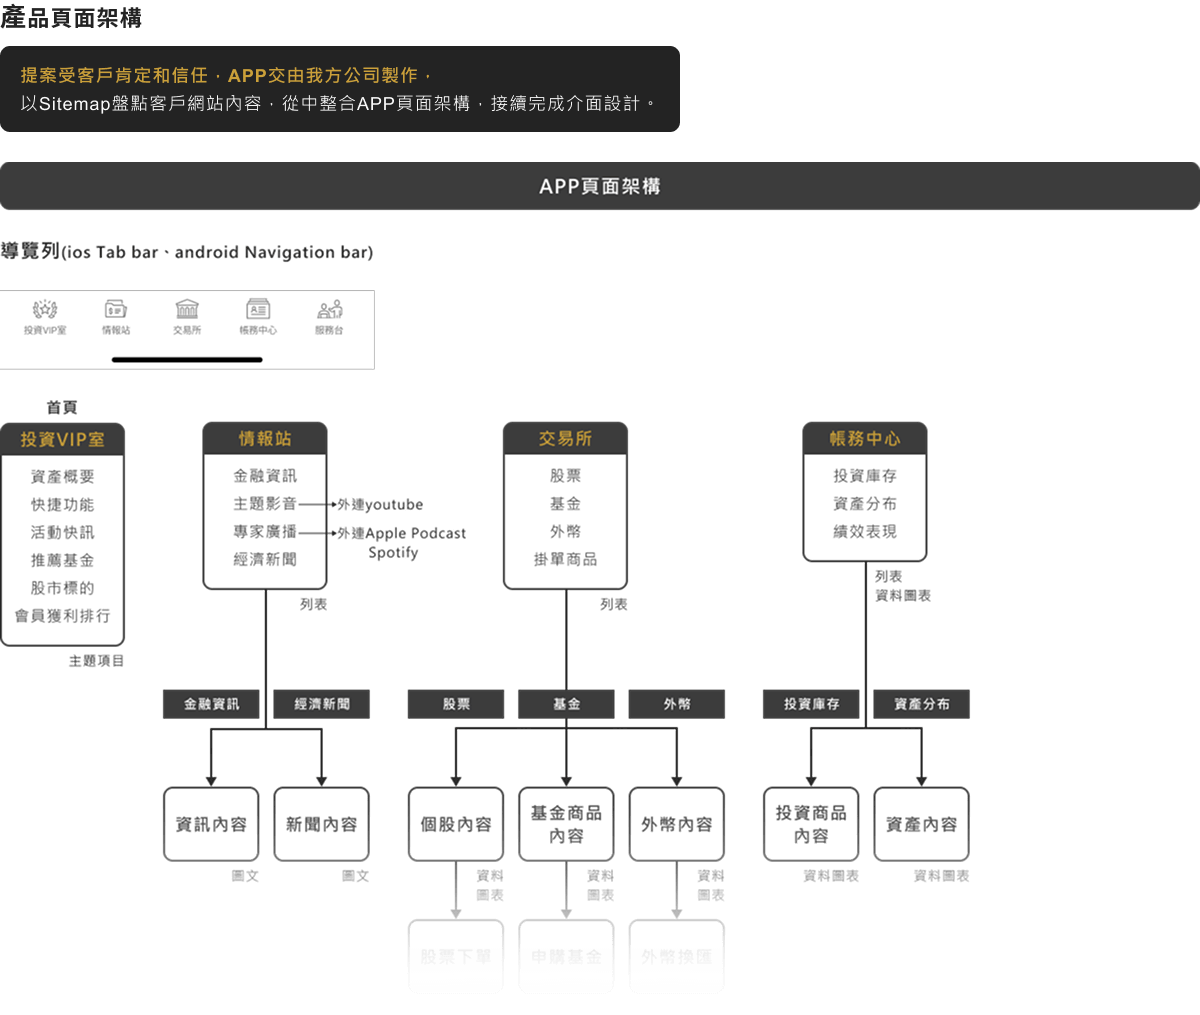 產品頁面架構
提案受客戶肯定和信任，APP交由我方公司製作，
以Sitemap盤點客戶網站內容，從中整合APP頁面架構，接續完成介面設計。
APP頁面架構
導覽列(ios Tab bar、android Navigation bar)
投資VIP室
情報站
交易所
帳務中心
服務台
首頁
投資VIP室
資產概要
快捷功能
活動快訊
推薦基金
股市標的
會員獲利排行
主題項目
情報站
金融資訊
主題影音
外連youtube
專家廣播
外連Apple Podcast
Spotify
經濟新聞
列表
交易所
股票
基金
外幣
掛單商品
列表
帳務中心
投資庫存
資產分布
績效表現
列表
資料圖表
金融資訊
經濟新聞
股票
基金
外幣
投資庫存
資產分布
資訊內容
圖文
新聞內容
圖文
個股內容
資料
圖表
基金商品
內容
資料
圖表
外幣內容
資料
圖表
投資商品
內容
資料圖表
資產內容
資料圖表
股票下單
申購基金
外幣換匯